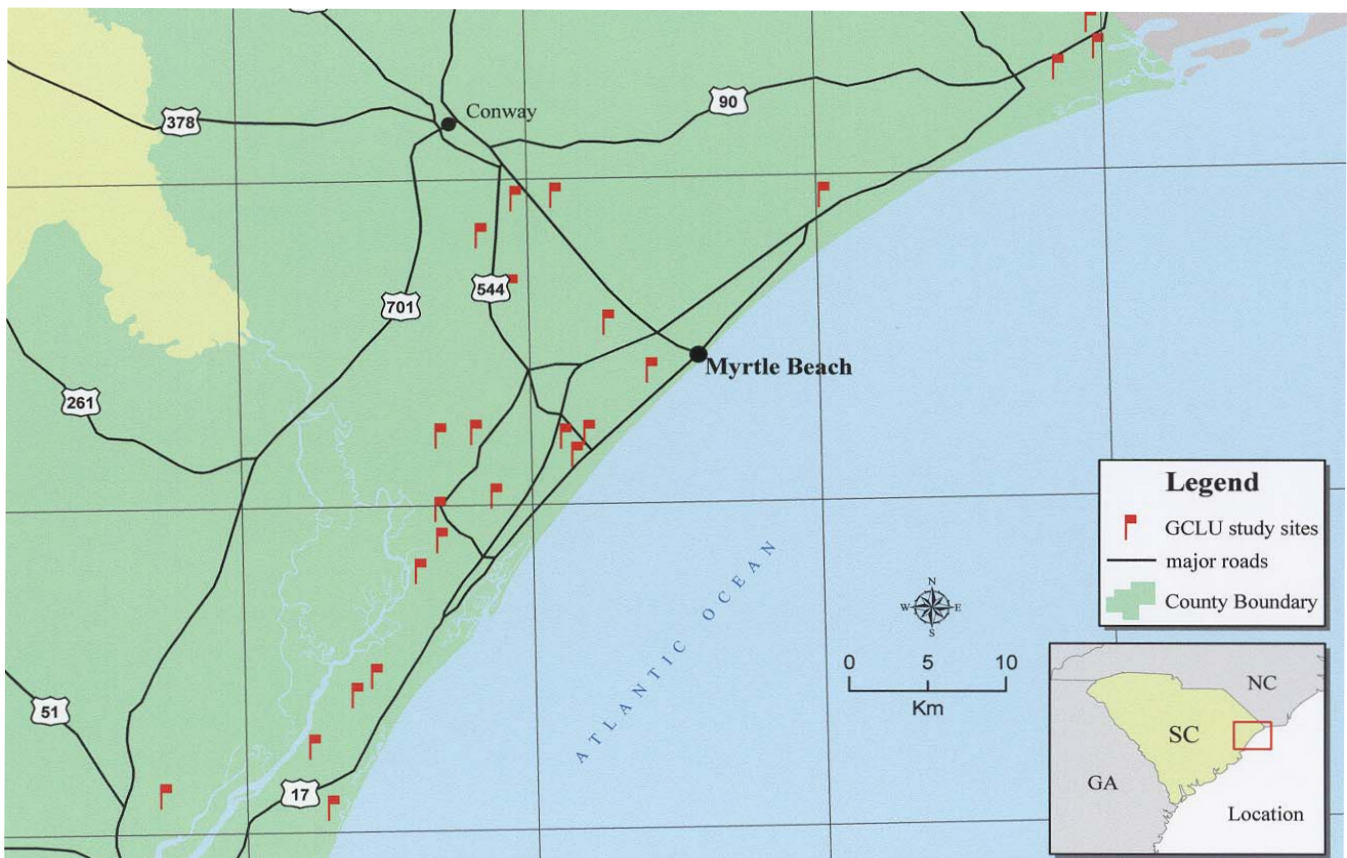 90
Conway
378
544
701
Myrtle Beach
261
Legend
GCLU study sites
major roads
County Boundary
ATLANTIC OCEAN
N
W E
S
0 5 10
Km
NC
SC
51
GA
17
Location